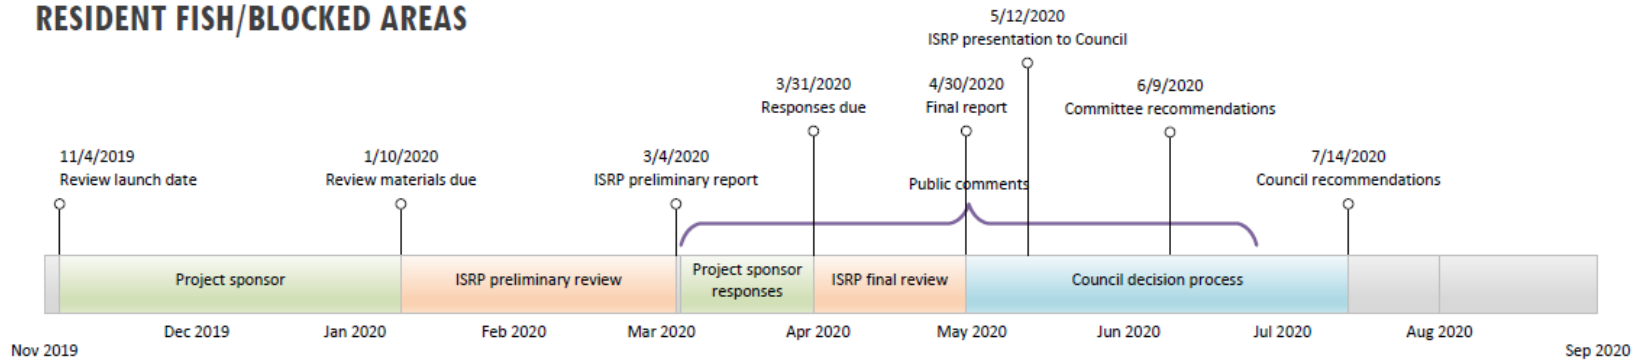 RESIDENT FISH/BLOCKED AREAS
5/12/2020
ISRP presentation to Council
3/31/2020
Responses due
4/30/2020
Final report
6/9/2020
Committee recommendations
11/4/2019
Review launch date
1/10/2020
Review materials due
3/4/2020
ISRP preliminary report
Public comments
7/14/2020
Council recommendations
Project sponsor
ISRP preliminary review
Project sponsor
responses
ISRP final review
Council decision process
Nov 2019
Dec 2019
Jan 2020
Feb 2020
Mar 2020
Apr 2020
May 2020
Jun 2020
Jul 2020
Aug 2020
Sep 2020